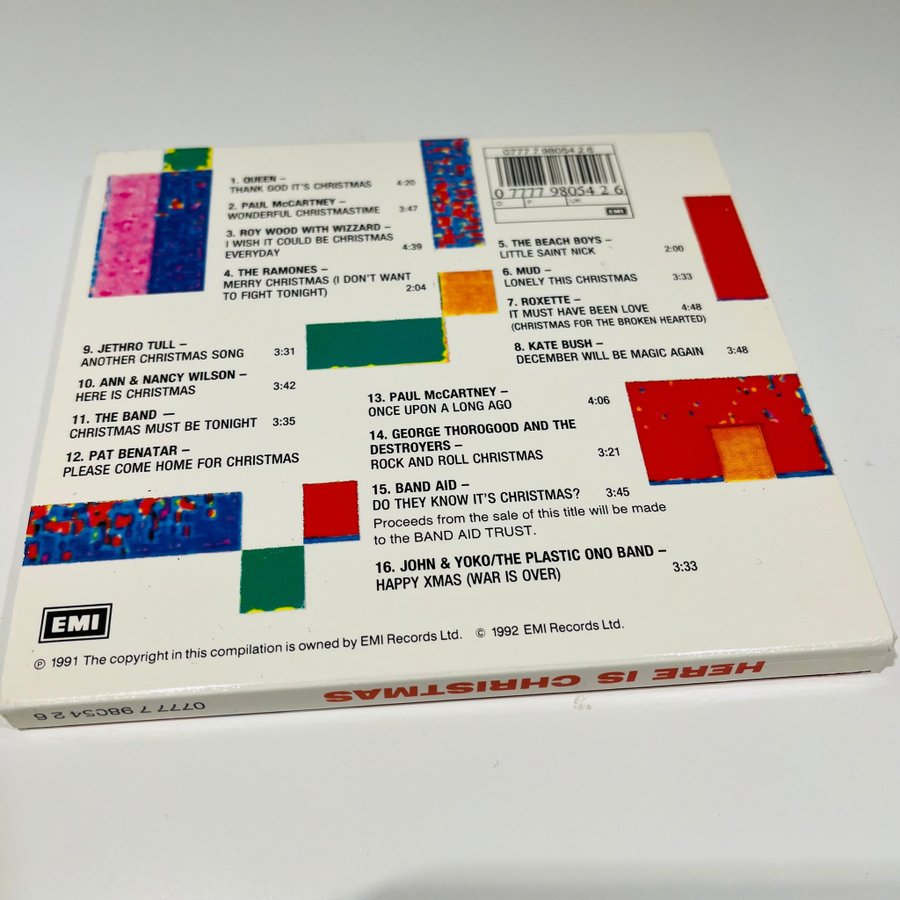 1. QUEEN –
THANK GOD IT'S CHRISTMAS 4:20
2. PAUL McCARTNEY –
WONDERFUL CHRISTMASTIME 3:47
3. ROY WOOD WITH WIZZARD –
I WISH IT COULD BE CHRISTMAS
EVERYDAY 4:39
4. THE RAMONES –
MERRY CHRISTMAS (I DON'T WANT
TO FIGHT TONIGHT) 2:04
0777 7 98054 2 6
0 7777 98054 2 6
D: F: UK:
EMI
5. THE BEACH BOYS –
LITTLE SAINT NICK 2:00
6. MUD –
LONELY THIS CHRISTMAS 3:33
7. ROXETTE –
IT MUST HAVE BEEN LOVE 4:48
(CHRISTMAS FOR THE BROKEN HEARTED)
8. KATE BUSH –
DECEMBER WILL BE MAGIC AGAIN 3:48
9. JETHRO TULL –
ANOTHER CHRISTMAS SONG 3:31
10. ANN & NANCY WILSON –
HERE IS CHRISTMAS 3:42
11. THE BAND —
CHRISTMAS MUST BE TONIGHT 3:35
12. PAT BENATAR –
PLEASE COME HOME FOR CHRISTMAS
13. PAUL McCARTNEY –
ONCE UPON A LONG AGO 4:06
14. GEORGE THOROGOOD AND THE
DESTROYERS –
ROCK AND ROLL CHRISTMAS 3:21
15. BAND AID –
DO THEY KNOW IT'S CHRISTMAS? 3:45
Proceeds from the sale of this title will be made
to the BAND AID TRUST.
16. JOHN & YOKO/THE PLASTIC ONO BAND –
HAPPY XMAS (WAR IS OVER) 3:33
EMI
℗ 1991 The copyright in this compilation is owned by EMI Records Ltd. © 1992 EMI Records Ltd.
HERE IS CHRISTMAS
0777 7 98054 2 6